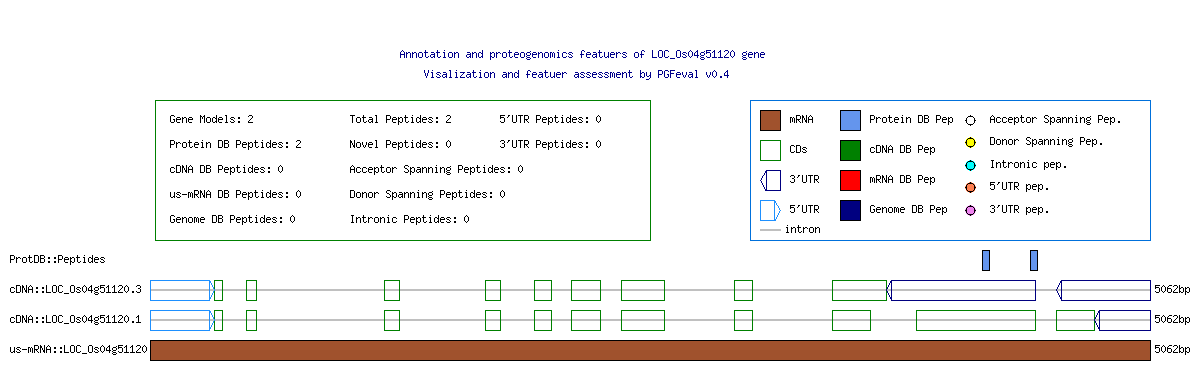 Annotation and proteogenomics featuers of LOC_Os04g51120 gene
Visalization and featuer assessment by PGFeval v0.4
Gene Models: 2 Total Peptides: 2 5'UTR Peptides: 0
Protein DB Peptides: 2 Novel Peptides: 0 3'UTR Peptides: 0
cDNA DB Peptides: 0 Acceptor Spanning Peptides: 0
us-mRNA DB Peptides: 0 Donor Spanning Peptides: 0
Genome DB Peptides: 0 Intronic Peptides: 0
mRNA Protein DB Pep Acceptor Spanning Pep.
CDs cDNA DB Pep Donor Spanning Pep.
3'UTR mRNA DB Pep Intronic pep.
5'UTR Genome DB Pep 5'UTR pep.
intron 3'UTR pep.
ProtDB::Peptides
cDNA::LOC_Os04g51120.3 5062bp
cDNA::LOC_Os04g51120.1 5062bp
us-mRNA::LOC_Os04g51120 5062bp